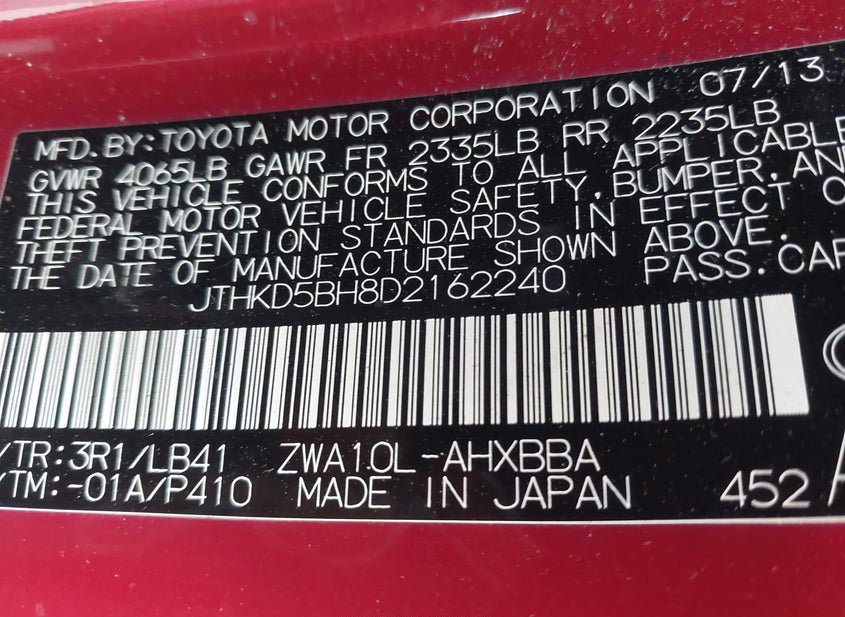 MFD. BY: TOYOTA MOTOR CORPORATION 07/13
GVWR 4065LB GAWR FR 2335LB RR 2235LB
THIS VEHICLE CONFORMS TO ALL APPLICABLE
FEDERAL MOTOR VEHICLE SAFETY, BUMPER, AN
THEFT PREVENTION STANDARDS IN EFFECT O
THE DATE OF MANUFACTURE SHOWN ABOVE.
JTHKD5BH8D2162240 PASS. CAR
/TR: 3R1/LB41 ZWA10L-AHXBBA
/TM: -01A/P410 MADE IN JAPAN 452